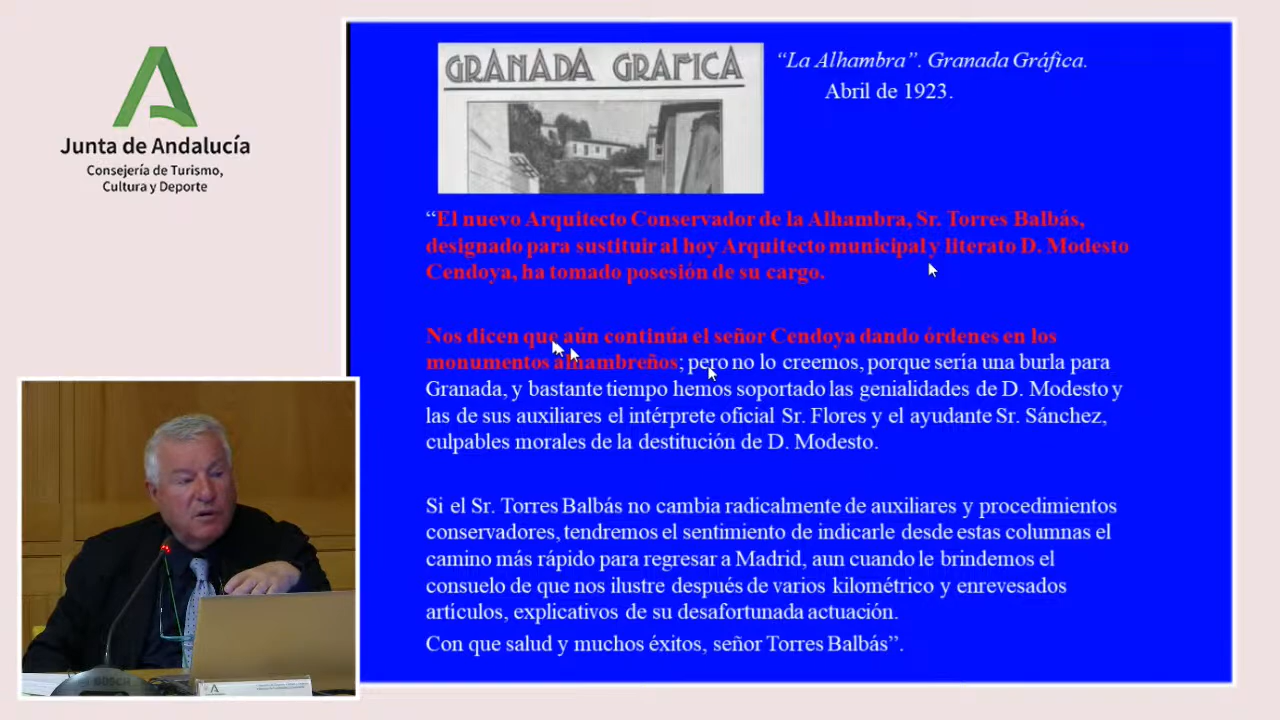 Junta de Andalucía
Consejería de Turismo,
Cultura y Deporte
GRANADA GRAFICA
“La Alhambra”. Granada Gráfica.
Abril de 1923.
“El nuevo Arquitecto Conservador de la Alhambra, Sr. Torres Balbás,
designado para sustituir al hoy Arquitecto municipal y literato D. Modesto
Cendoya, ha tomado posesión de su cargo.
Nos dicen que aún continúa el señor Cendoya dando órdenes en los
monumentos alhambreños; pero no lo creemos, porque sería una burla para
Granada, y bastante tiempo hemos soportado las genialidades de D. Modesto y
las de sus auxiliares el intérprete oficial Sr. Flores y el ayudante Sr. Sánchez,
culpables morales de la destitución de D. Modesto.
Si el Sr. Torres Balbás no cambia radicalmente de auxiliares y procedimientos
conservadores, tendremos el sentimiento de indicarle desde estas columnas el
camino más rápido para regresar a Madrid, aun cuando le brindemos el
consuelo de que nos ilustre después de varios kilométrico y enrevesados
artículos, explicativos de su desafortunada actuación.
Con que salud y muchos éxitos, señor Torres Balbás”.
BOSCH